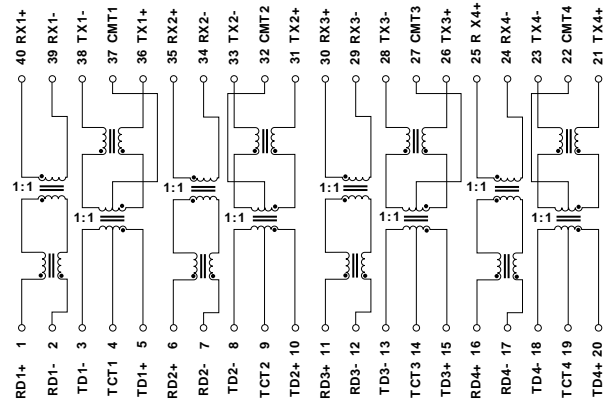 40 RX1+
39 RX1-
38 TX1-
37 CMT1
36 TX1+
35 RX2+
34 RX2-
33 TX2-
32 CMT2
31 TX2+
30 RX3+
29 RX3-
28 TX3-
27 CMT3
26 TX3+
25 R X4+
24 RX4-
23 TX4-
22 CMT4
21 TX4+
1:1
1:1
1:1
1:1
1:1
1:1
1:1
1:1
RD1+ 1
RD1- 2
TD1- 3
TCT1 4
TD1+ 5
RD2+ 6
RD2- 7
TD2- 8
TCT2 9
TD2+ 10
RD3+ 11
RD3- 12
TD3- 13
TCT3 14
TD3+ 15
RD4+ 16
RD4- 17
TD4- 18
TCT4 19
TD4+ 20